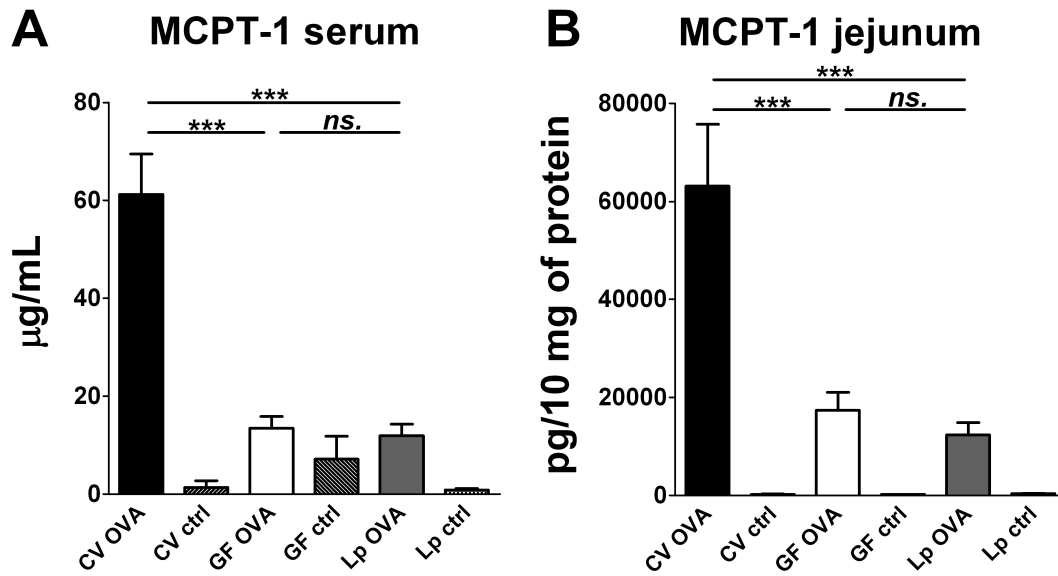 A
MCPT-1 serum
***
***
ns.
80
60
40
20
0
µg/mL
CV OVA
CV ctrl
GF OVA
GF ctrl
Lp OVA
Lp ctrl
B
MCPT-1 jejunum
***
***
ns.
80000
60000
40000
20000
0
pg/10 mg of protein
CV OVA
CV ctrl
GF OVA
GF ctrl
Lp OVA
Lp ctrl